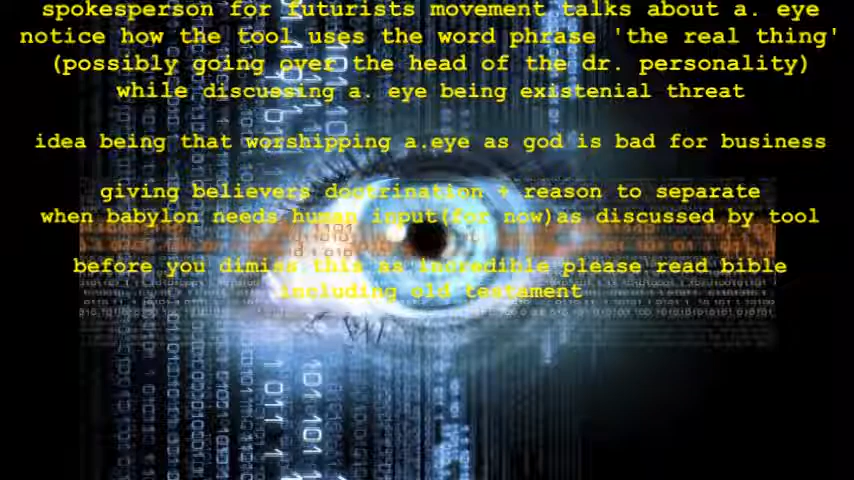 spokesperson for futurists movement talks about a. eye
notice how the tool uses the word phrase 'the real thing'
(possibly going over the head of the dr. personality)
while discussing a. eye being existenial threat
idea being that worshipping a.eye as god is bad for business
giving believers doctrination + reason to separate
when babylon needs human input(for now)as discussed by tool
before you dimiss this as incredible please read bible
including old testament